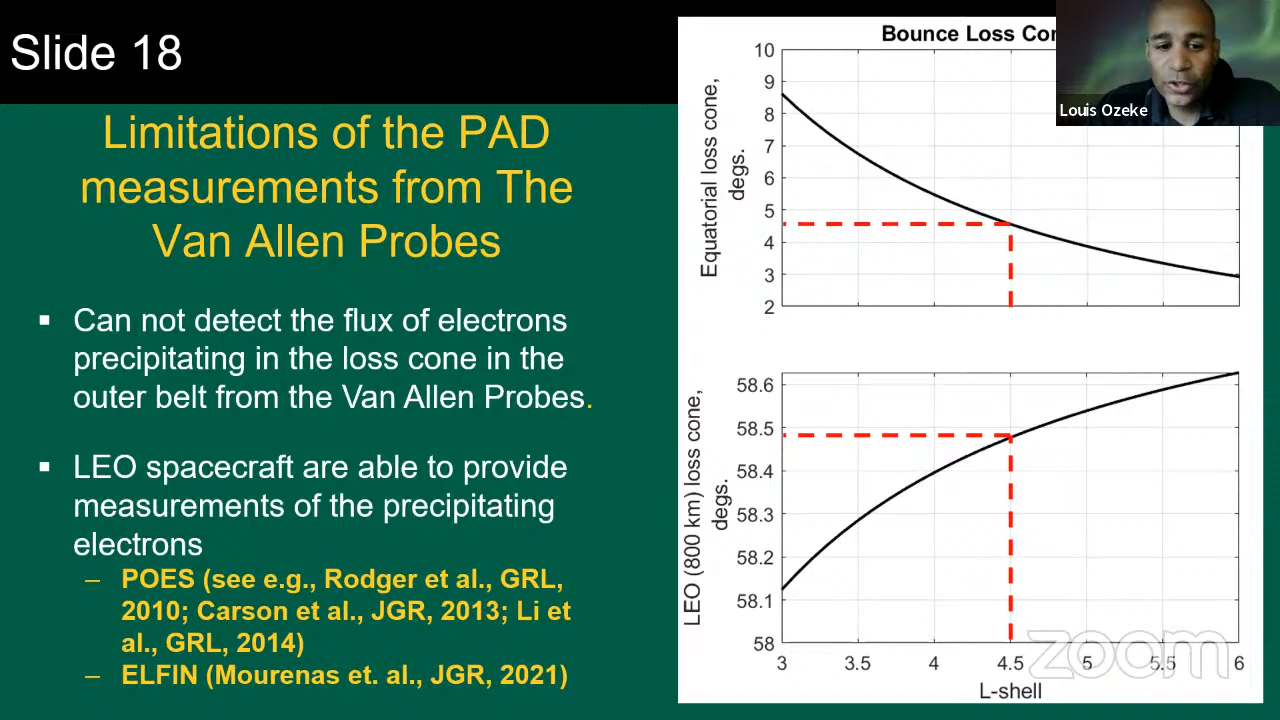 Slide 18
Limitations of the PAD
measurements from The
Van Allen Probes
▪ Can not detect the flux of electrons
precipitating in the loss cone in the
outer belt from the Van Allen Probes.
▪ LEO spacecraft are able to provide
measurements of the precipitating
electrons
– POES (see e.g., Rodger et al., GRL,
2010; Carson et al., JGR, 2013; Li et
al., GRL, 2014)
– ELFIN (Mourenas et. al., JGR, 2021)
Bounce Loss
Louis Ozeke
Equatorial loss cone,
degs.
10
9
8
7
6
5
4
3
2
LEO (800 km) loss cone,
degs.
58.6
58.5
58.4
58.3
58.2
58.1
58
3 3.5 4 4.5 5 5.5 6
L-shell
zoom